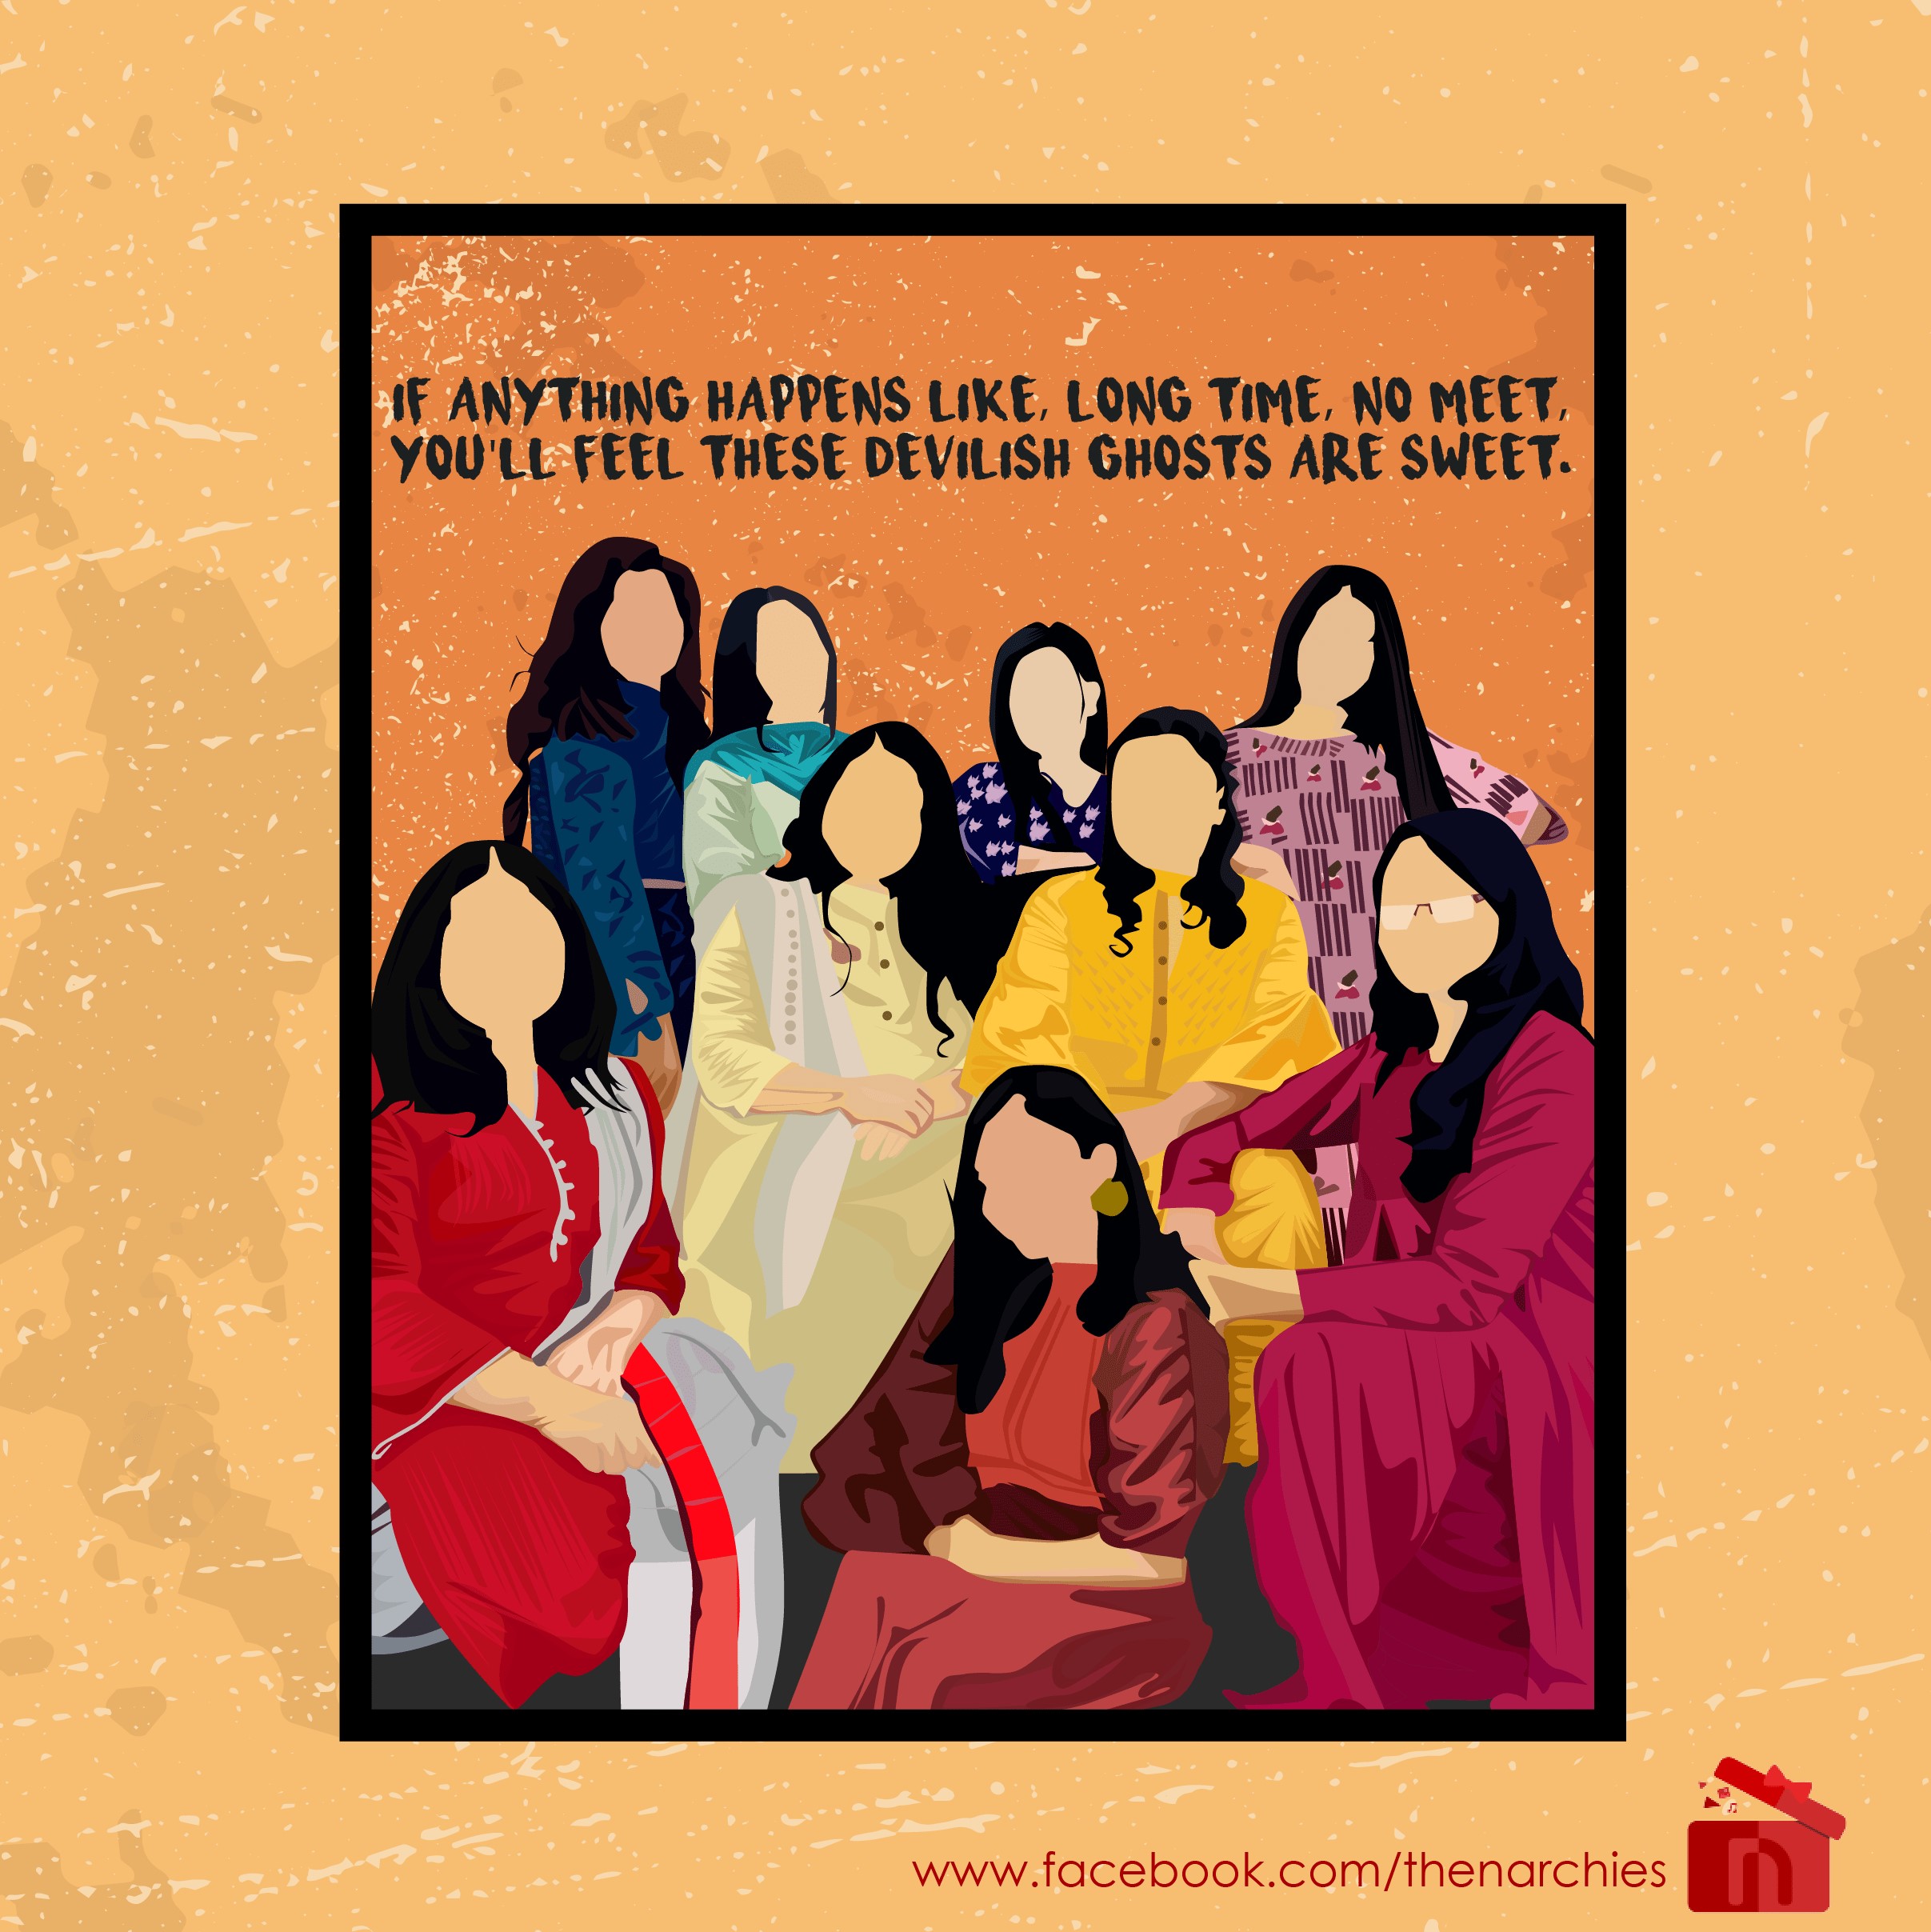 IF ANYTHING HAPPENS LIKE, LONG TIME, NO MEET,
YOU'LL FEEL THESE DEVILISH GHOSTS ARE SWEET.
www.facebook.com/thenarchies
n